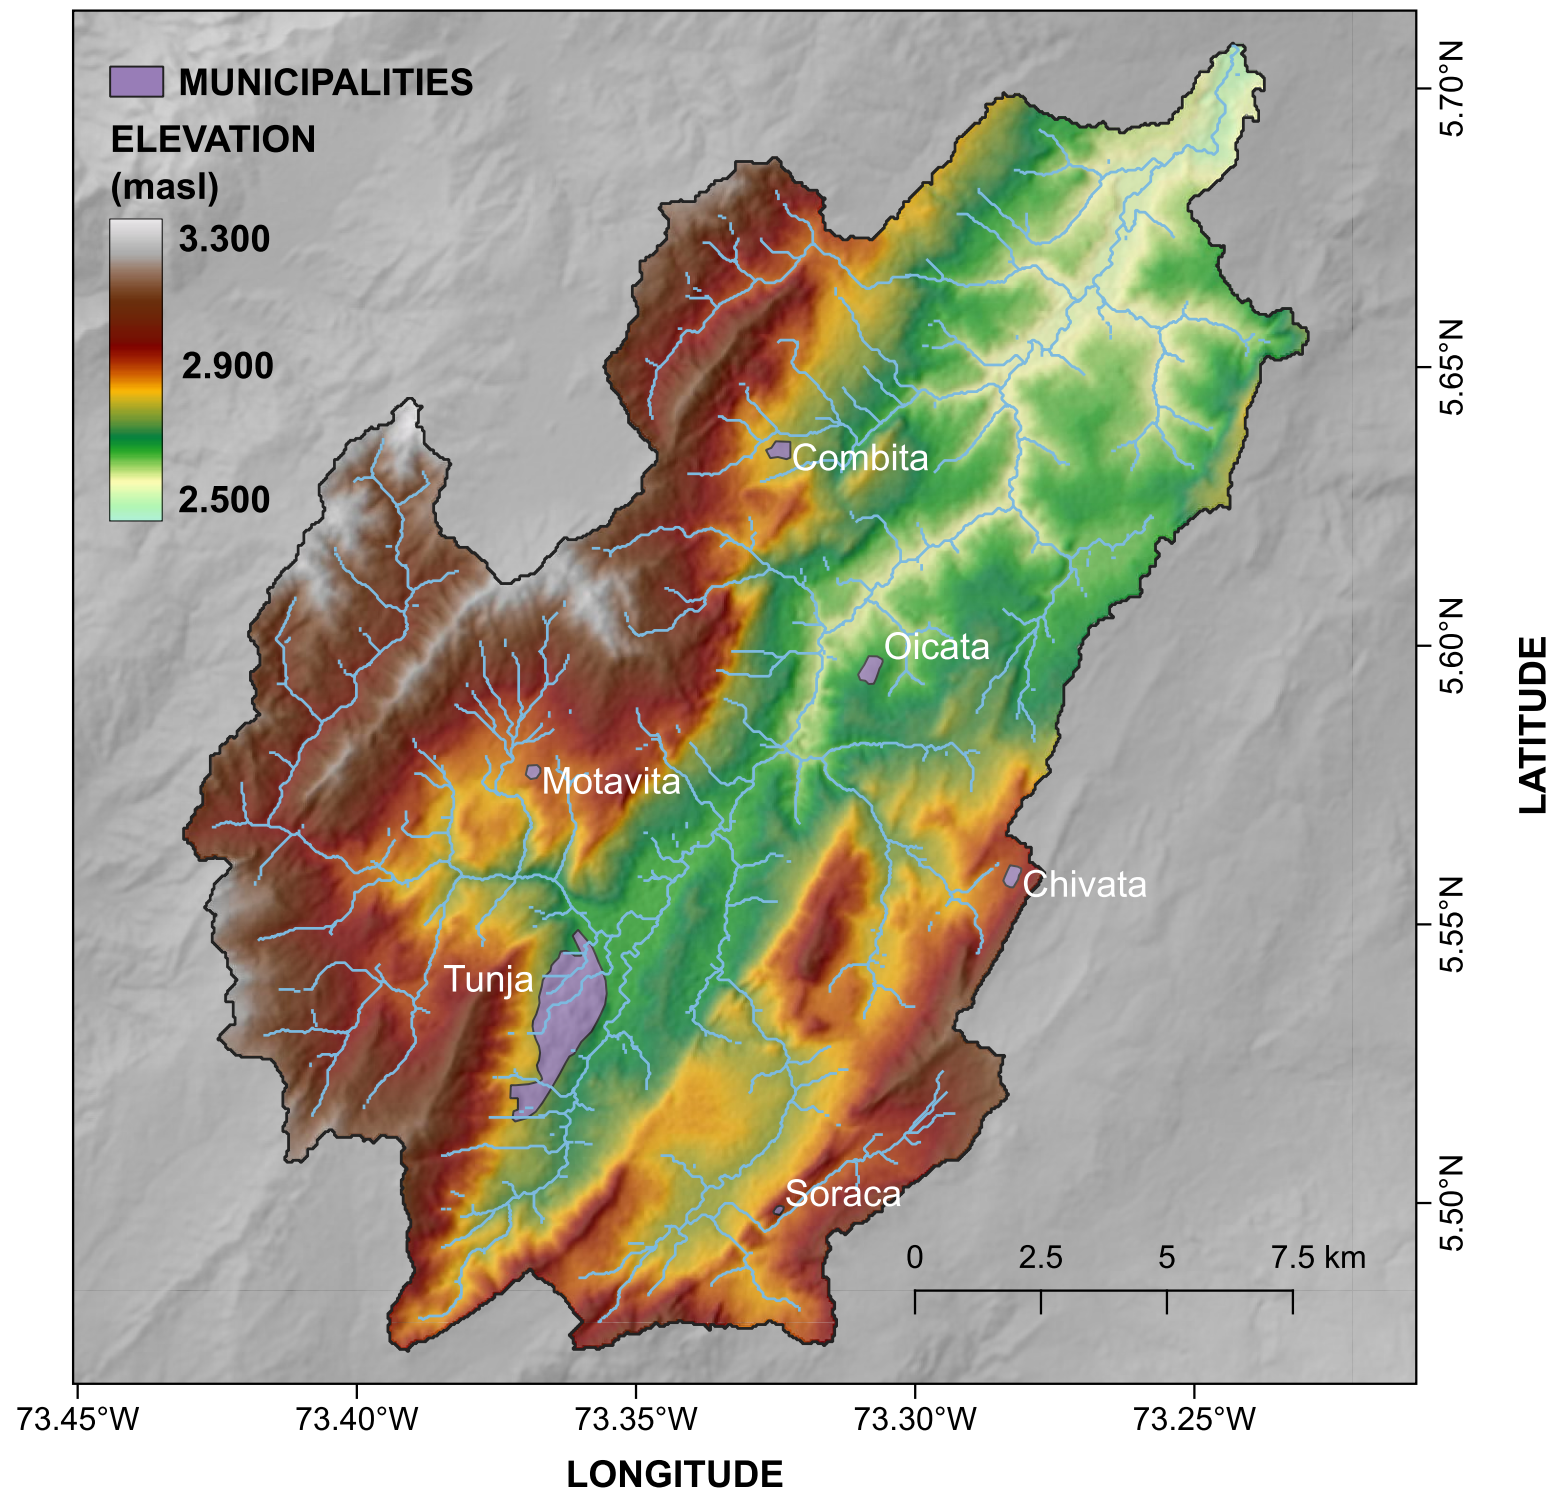 MUNICIPALITIES
ELEVATION
(masl)
3.300
2.900
2.500
Combita
Oicata
Motavita
Chivata
Tunja
Soraca
0 2.5 5 7.5 km
5.70°N
5.65°N
5.60°N
5.55°N
5.50°N
LATITUDE
73.45°W 73.40°W 73.35°W 73.30°W 73.25°W
LONGITUDE